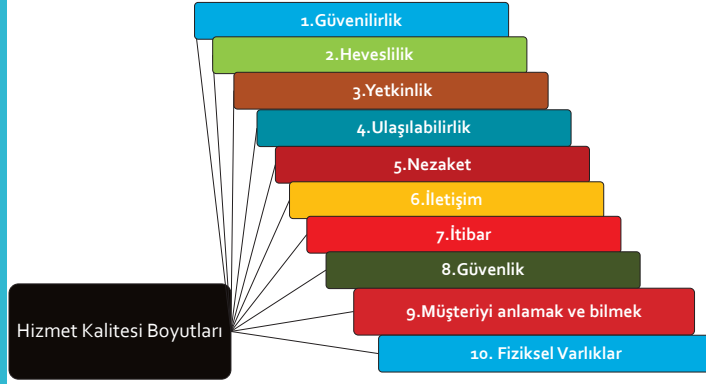 1.Güvenilirlik
2.Heveslilik
3.Yetkinlik
4.Ulaşılabilirlik
5.Nezaket
6.İletişim
7.İtibar
8.Güvenlik
9.Müşteriyi anlamak ve bilmek
10. Fiziksel Varlıklar
Hizmet Kalitesi Boyutları